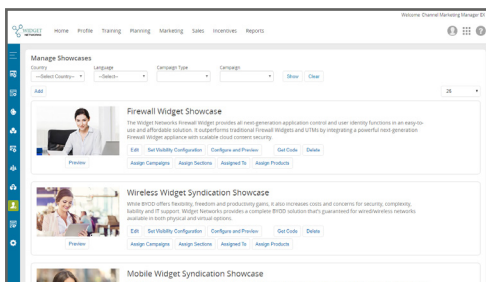 Welcome Channel Marketing Manager EI
WIDGET
NETWORKS
Home Profile Training Planning Marketing Sales Incentives Reports
Manage Showcases
Country Language Campaign Type Campaign
--Select Country-- --Select-- Show Clear
Add 25
Firewall Widget Showcase
The Widget Networks Firewall Widget provides all next-generation application control and user identity functions in an easy-to-
use and affordable solution. It outperforms traditional Firewall Widgets and UTMs by integrating a powerful next-generation
Firewall Widget appliance with scalable cloud content security.
Edit Set Visibility Configuration Configure and Preview Get Code Delete
Preview Assign Campaigns Assign Sections Assigned To Assign Products
Wireless Widget Syndication Showcase
While BYOD offers flexibility, freedom and productivity gains, it also increases costs and concerns for security, complexity,
liability and IT support. Widget Networks provides a complete BYOD solution that's guaranteed for wired/wireless networks
available in both physical and virtual options.
Edit Set Visibility Configuration Configure and Preview Get Code Delete
Preview Assign Campaigns Assign Sections Assigned To Assign Products
Mobile Widget Syndication Showcase